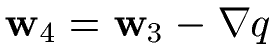 w₄ = w₃ − ∇q